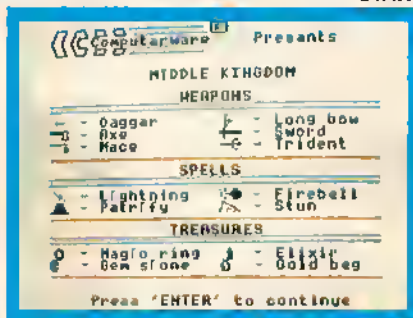 Computerware Presents
MIDDLE KINGDOM
WEAPONS
- Dagger - Long bow
- Axe - Sword
- Mace - Trident
SPELLS
- Lightning - Fireball
- Petrify - Stun
TREASURES
- Magic ring - Elixir
- Gem stone - Gold bag
Press 'ENTER' to continue